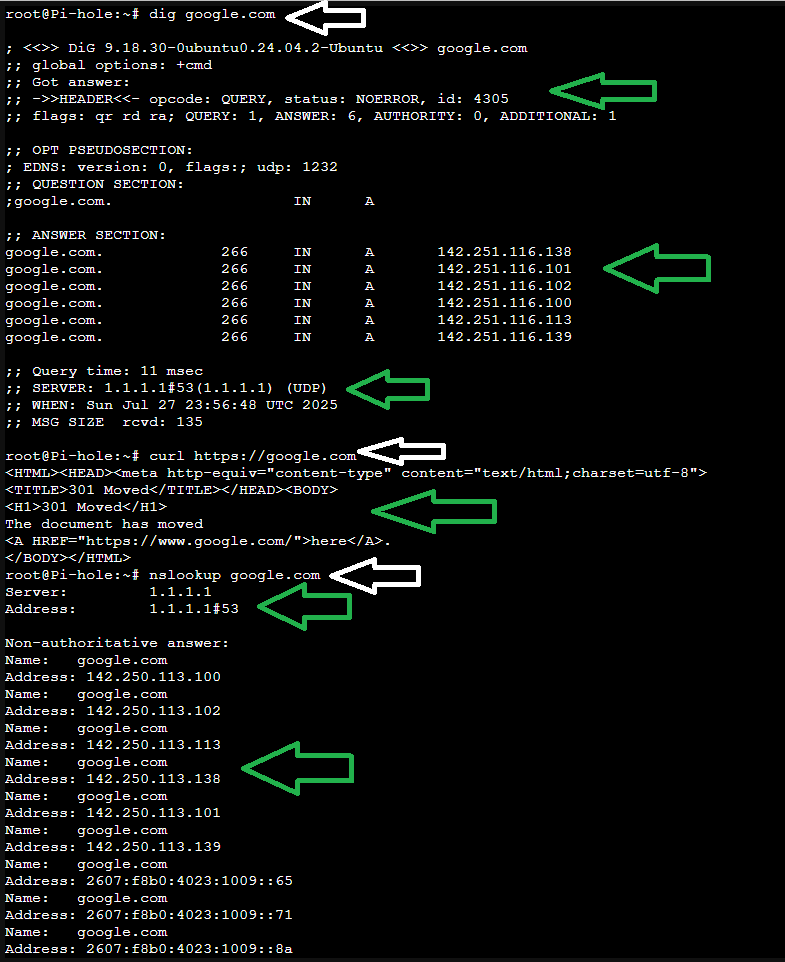 root@Pi-hole:~# dig google.com
; <<>> DiG 9.18.30-0ubuntu0.24.04.2-Ubuntu <<>> google.com
;; global options: +cmd
;; Got answer:
;; ->>HEADER<<- opcode: QUERY, status: NOERROR, id: 4305
;; flags: qr rd ra; QUERY: 1, ANSWER: 6, AUTHORITY: 0, ADDITIONAL: 1
;; OPT PSEUDOSECTION:
; EDNS: version: 0, flags:; udp: 1232
;; QUESTION SECTION:
;google.com. IN A
;; ANSWER SECTION:
google.com. 266 IN A 142.251.116.138
google.com. 266 IN A 142.251.116.101
google.com. 266 IN A 142.251.116.102
google.com. 266 IN A 142.251.116.100
google.com. 266 IN A 142.251.116.113
google.com. 266 IN A 142.251.116.139
;; Query time: 11 msec
;; SERVER: 1.1.1.1#53(1.1.1.1) (UDP)
;; WHEN: Sun Jul 27 23:56:48 UTC 2025
;; MSG SIZE rcvd: 135
root@Pi-hole:~# curl https://google.com
<HTML><HEAD><meta http-equiv="content-type" content="text/html;charset=utf-8">
<TITLE>301 Moved</TITLE></HEAD><BODY>
<H1>301 Moved</H1>
The document has moved
<A HREF="https://www.google.com/">here</A>.
</BODY></HTML>
root@Pi-hole:~# nslookup google.com
Server: 1.1.1.1
Address: 1.1.1.1#53
Non-authoritative answer:
Name: google.com
Address: 142.250.113.100
Name: google.com
Address: 142.250.113.102
Name: google.com
Address: 142.250.113.113
Name: google.com
Address: 142.250.113.138
Name: google.com
Address: 142.250.113.101
Name: google.com
Address: 142.250.113.139
Name: google.com
Address: 2607:f8b0:4023:1009::65
Name: google.com
Address: 2607:f8b0:4023:1009::71
Name: google.com
Address: 2607:f8b0:4023:1009::8a